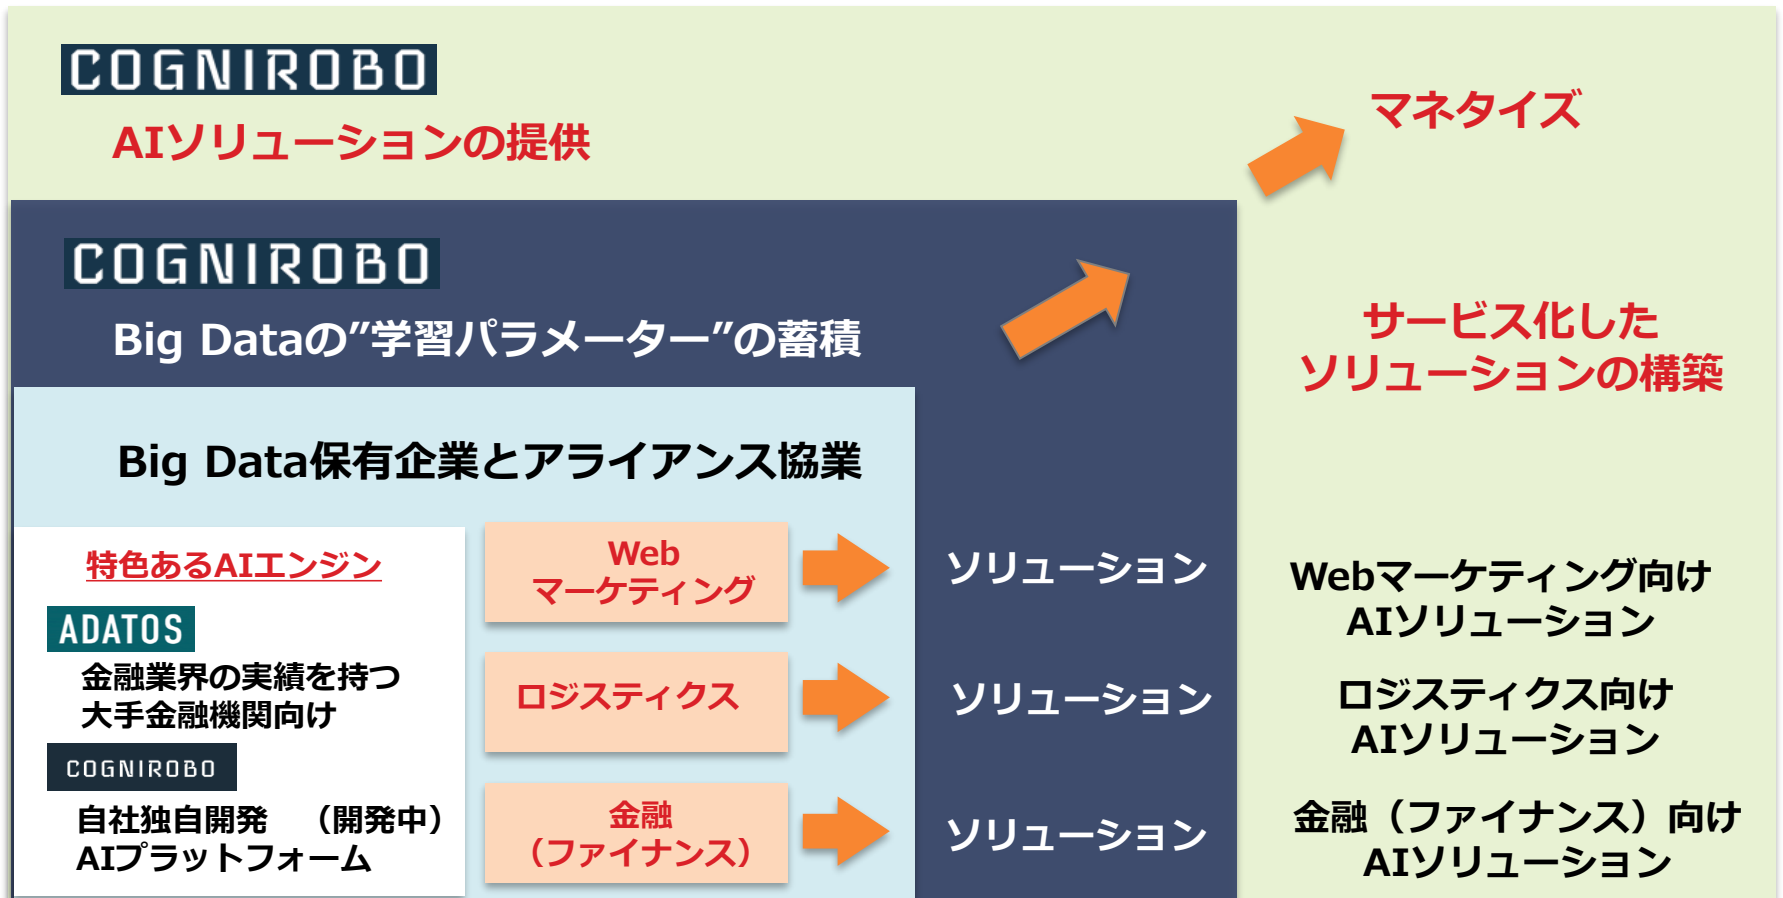 COGNIROBO
AIソリューションの提供
マネタイズ
COGNIROBO
Big Dataの”学習パラメーター”の蓄積
サービス化した
ソリューションの構築
Big Data保有企業とアライアンス協業
特色あるAIエンジン
ADATOS
金融業界の実績を持つ
大手金融機関向け
COGNIROBO
自社独自開発　（開発中）
AIプラットフォーム
Web
マーケティング
ソリューション
Webマーケティング向け
AIソリューション
ロジスティクス
ソリューション
ロジスティクス向け
AIソリューション
金融
（ファイナンス）
ソリューション
金融（ファイナンス）向け
AIソリューション